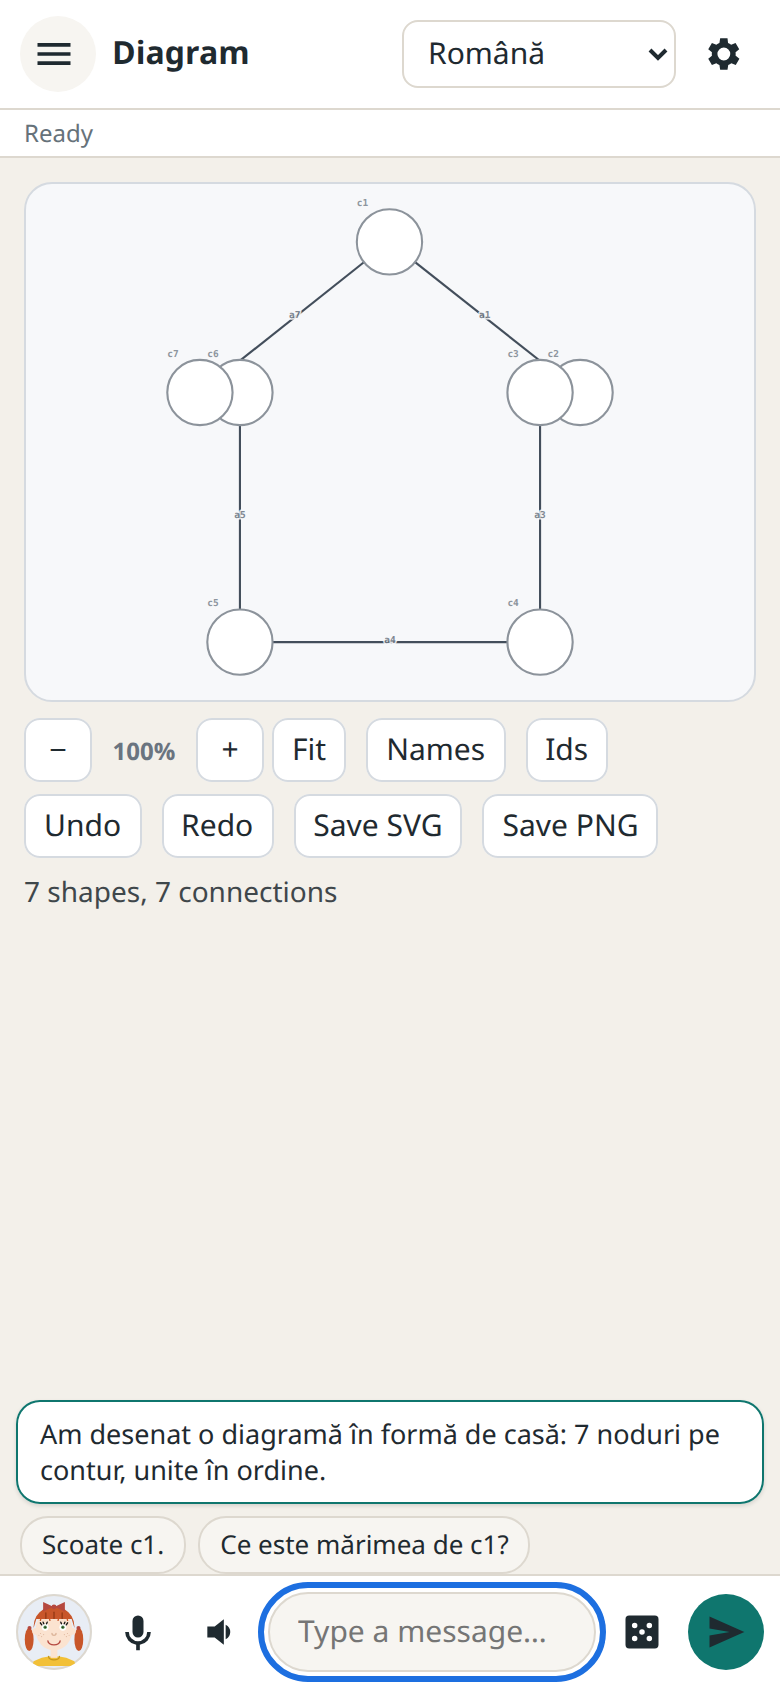 Diagram
Română
Ready
c1
a7
a1
c7
c6
c3
c2
a5
a3
c5
c4
a4
−
100%
+
Fit
Names
Ids
Undo
Redo
Save SVG
Save PNG
7 shapes, 7 connections
Am desenat o diagramă în formă de casă: 7 noduri pe
contur, unite în ordine.
Scoate c1.
Ce este mărimea de c1?
Type a message...